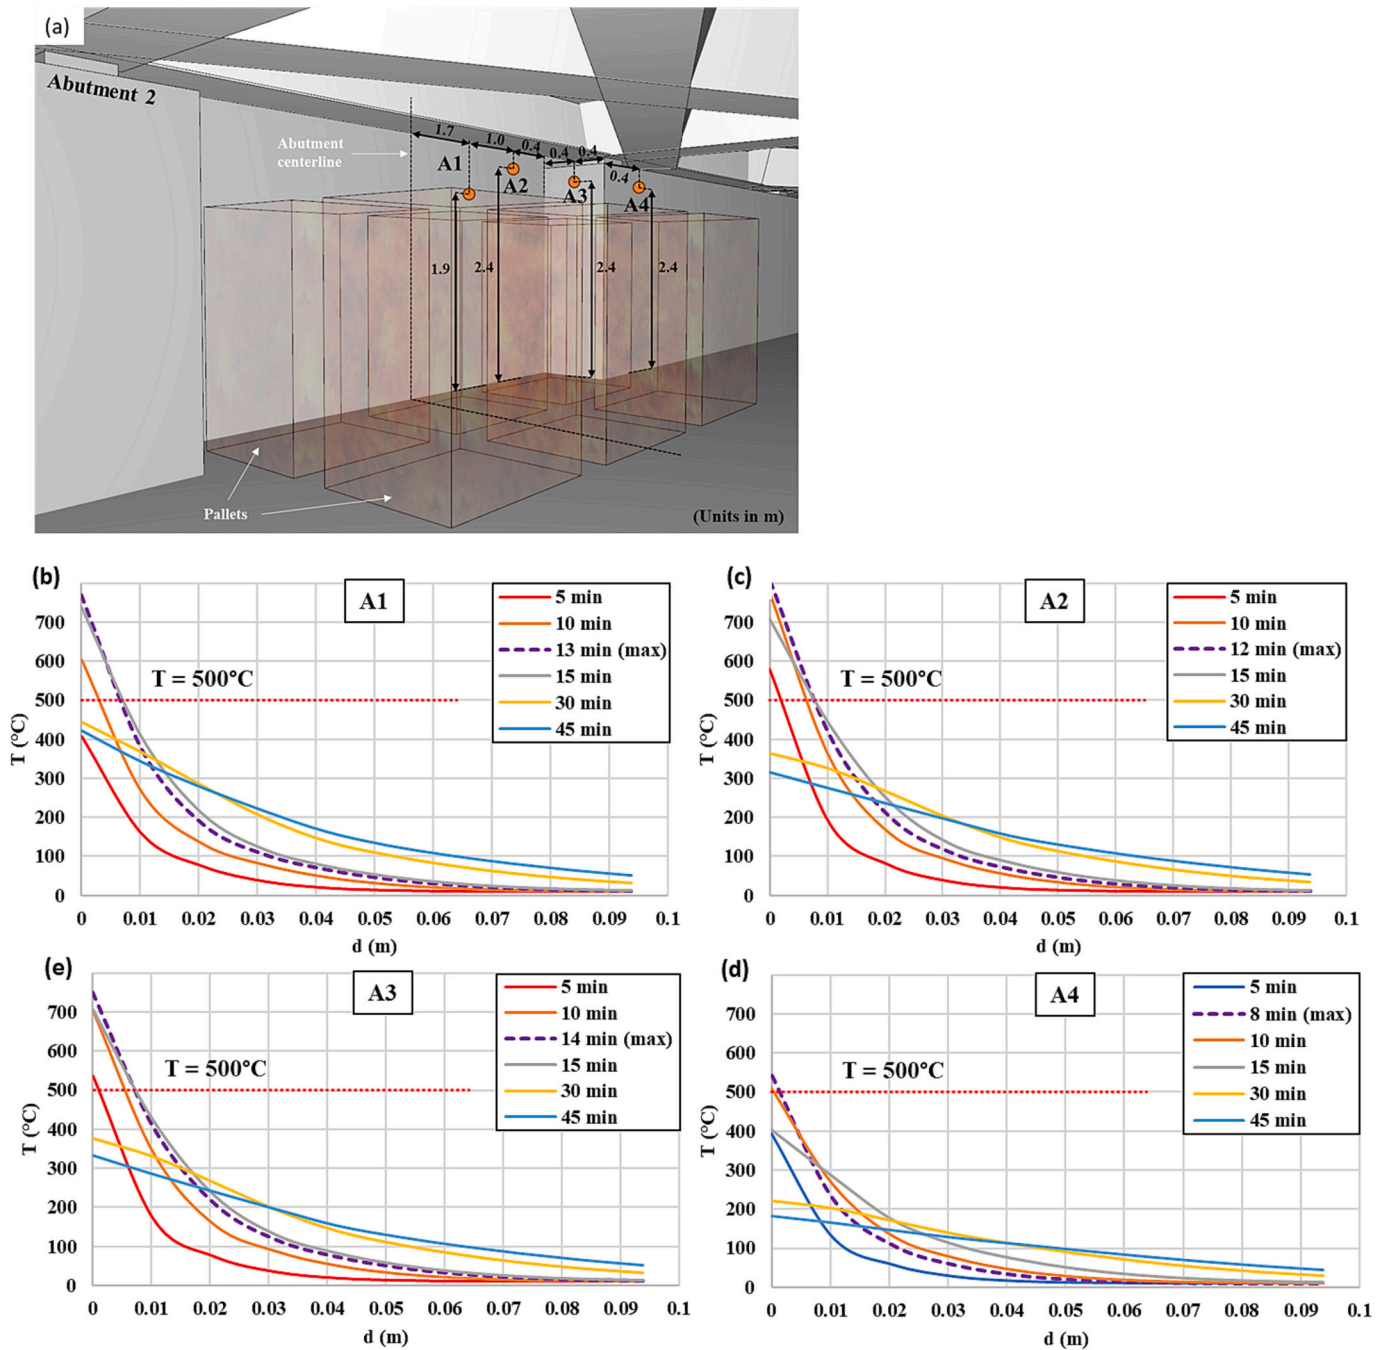 (a)
Abutment 2
Abutment
centerline
1.7
1.0
0.4
0.4
0.4
0.4
A1
A2
A3
A4
1.9
2.4
2.4
2.4
Pallets
(Units in m)
(b)
A1
T (°C)
700
600
500
400
300
200
100
0
T = 500°C
5 min
10 min
13 min (max)
15 min
30 min
45 min
0 0.01 0.02 0.03 0.04 0.05 0.06 0.07 0.08 0.09 0.1
d (m)
(c)
A2
T (°C)
700
600
500
400
300
200
100
0
T = 500°C
5 min
10 min
12 min (max)
15 min
30 min
45 min
0 0.01 0.02 0.03 0.04 0.05 0.06 0.07 0.08 0.09 0.1
d (m)
(e)
A3
T (°C)
700
600
500
400
300
200
100
0
T = 500°C
5 min
10 min
14 min (max)
15 min
30 min
45 min
0 0.01 0.02 0.03 0.04 0.05 0.06 0.07 0.08 0.09 0.1
d (m)
(d)
A4
T (°C)
700
600
500
400
300
200
100
0
T = 500°C
5 min
8 min (max)
10 min
15 min
30 min
45 min
0 0.01 0.02 0.03 0.04 0.05 0.06 0.07 0.08 0.09 0.1
d (m)